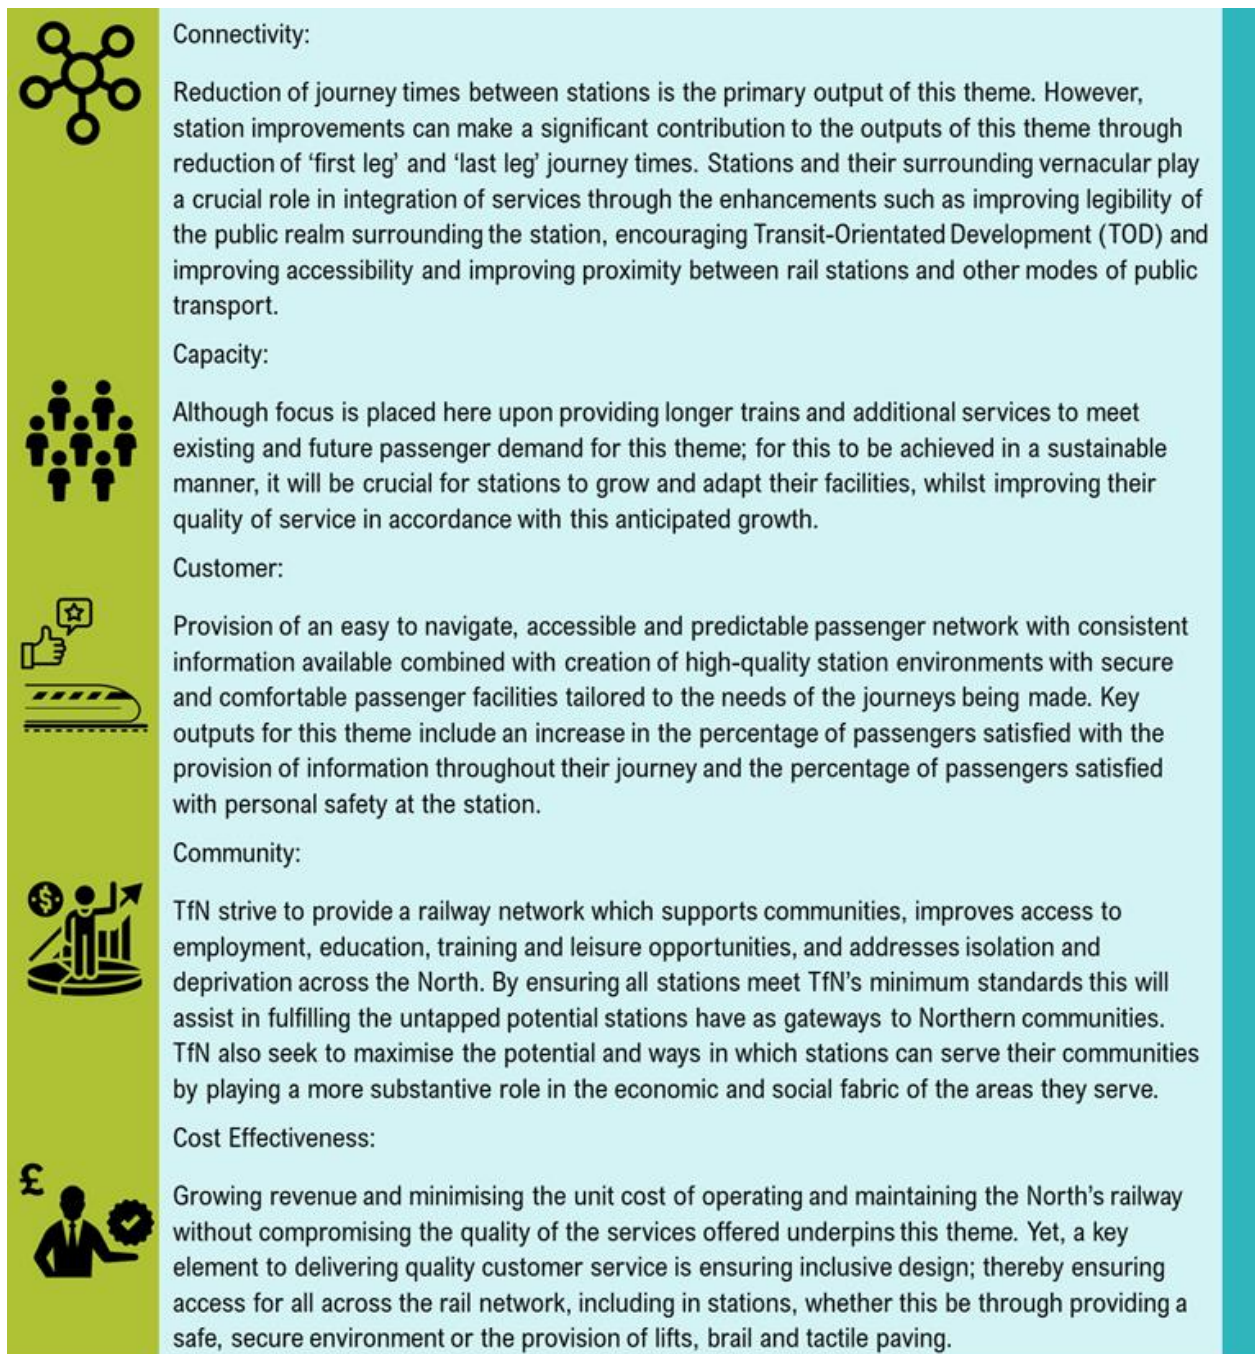 Connectivity:
Reduction of journey times between stations is the primary output of this theme. However,
station improvements can make a significant contribution to the outputs of this theme through
reduction of ‘first leg’ and ‘last leg’ journey times. Stations and their surrounding vernacular play
a crucial role in integration of services through the enhancements such as improving legibility of
the public realm surrounding the station, encouraging Transit-Orientated Development (TOD) and
improving accessibility and improving proximity between rail stations and other modes of public
transport.
Capacity:
Although focus is placed here upon providing longer trains and additional services to meet
existing and future passenger demand for this theme; for this to be achieved in a sustainable
manner, it will be crucial for stations to grow and adapt their facilities, whilst improving their
quality of service in accordance with this anticipated growth.
Customer:
Provision of an easy to navigate, accessible and predictable passenger network with consistent
information available combined with creation of high-quality station environments with secure
and comfortable passenger facilities tailored to the needs of the journeys being made. Key
outputs for this theme include an increase in the percentage of passengers satisfied with the
provision of information throughout their journey and the percentage of passengers satisfied
with personal safety at the station.
Community:
$
TfN strive to provide a railway network which supports communities, improves access to
employment, education, training and leisure opportunities, and addresses isolation and
deprivation across the North. By ensuring all stations meet TfN’s minimum standards this will
assist in fulfilling the untapped potential stations have as gateways to Northern communities.
TfN also seek to maximise the potential and ways in which stations can serve their communities
by playing a more substantive role in the economic and social fabric of the areas they serve.
Cost Effectiveness:
£
Growing revenue and minimising the unit cost of operating and maintaining the North’s railway
without compromising the quality of the services offered underpins this theme. Yet, a key
element to delivering quality customer service is ensuring inclusive design; thereby ensuring
access for all across the rail network, including in stations, whether this be through providing a
safe, secure environment or the provision of lifts, brail and tactile paving.